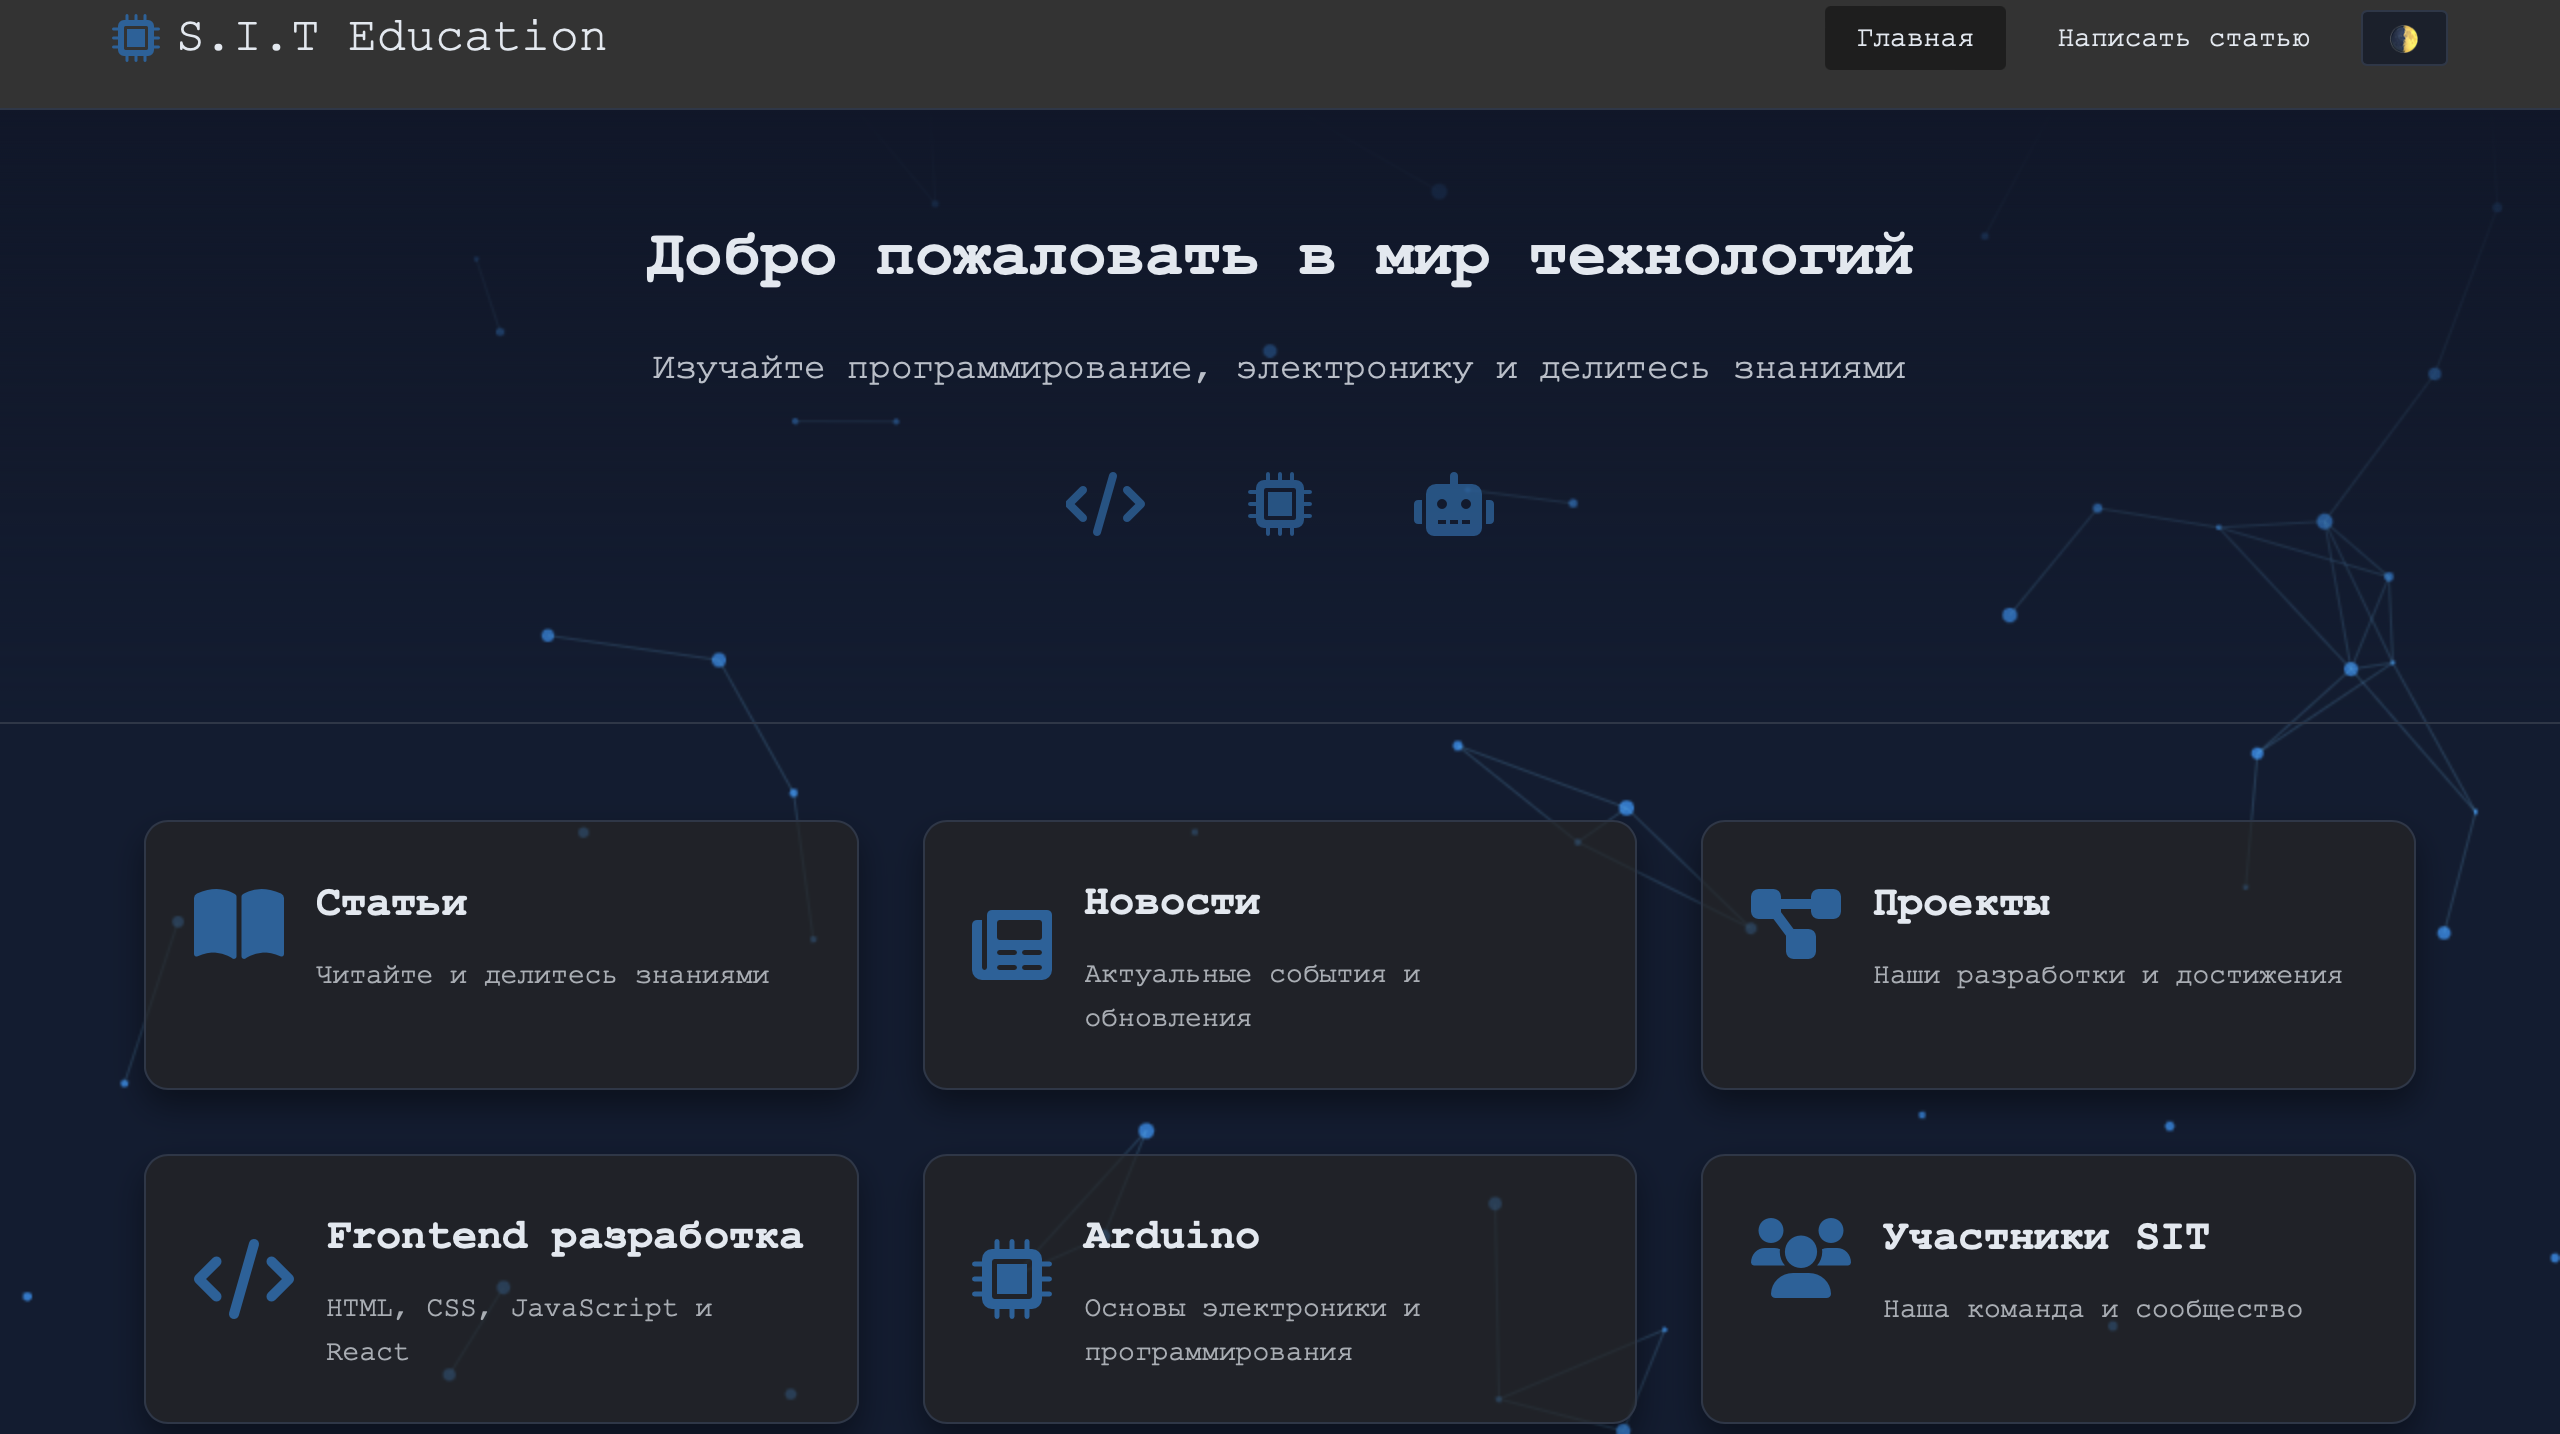 S.I.T Education
Главная
Написать статью
Добро пожаловать в мир технологий
Изучайте программирование, электронику и делитесь знаниями
Статьи
Читайте и делитесь знаниями
Новости
Актуальные события и
обновления
Проекты
Наши разработки и достижения
Frontend разработка
HTML, CSS, JavaScript и
React
Arduino
Основы электроники и
программирования
Участники SIT
Наша команда и сообщество